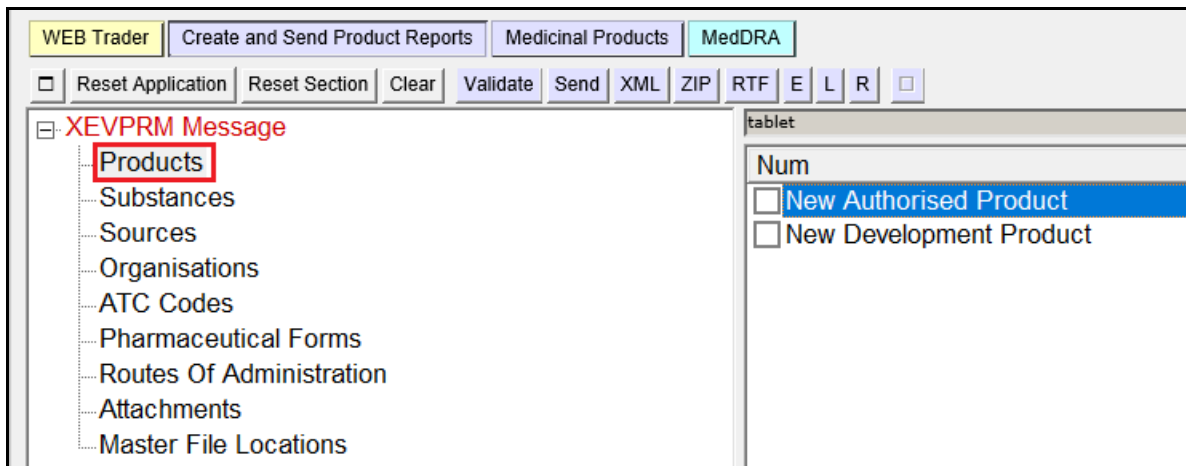 WEB Trader Create and Send Product Reports Medicinal Products MedDRA
Reset Application Reset Section Clear Validate Send XML ZIP RTF E L R
XEVPRM Message
Products
Substances
Sources
Organisations
ATC Codes
Pharmaceutical Forms
Routes Of Administration
Attachments
Master File Locations
tablet
Num
New Authorised Product
New Development Product